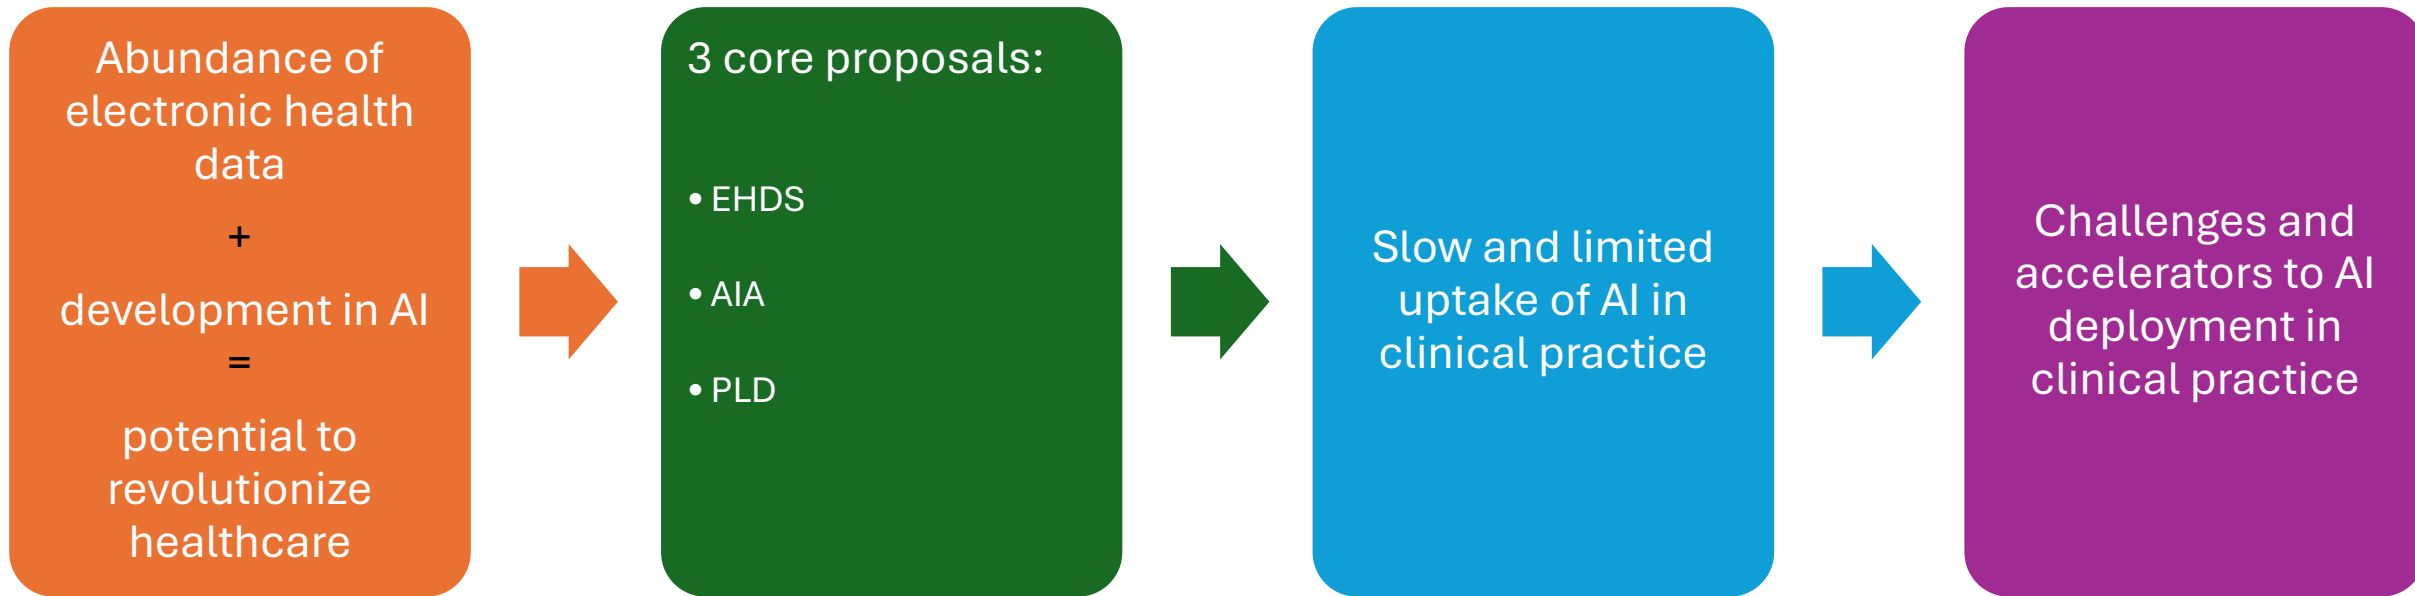 Abundance of
electronic health
data
+
development in AI
=
potential to
revolutionize
healthcare
3 core proposals:
• EHDS
• AIA
• PLD
Slow and limited
uptake of AI in
clinical practice
Challenges and
accelerators to AI
deployment in
clinical practice